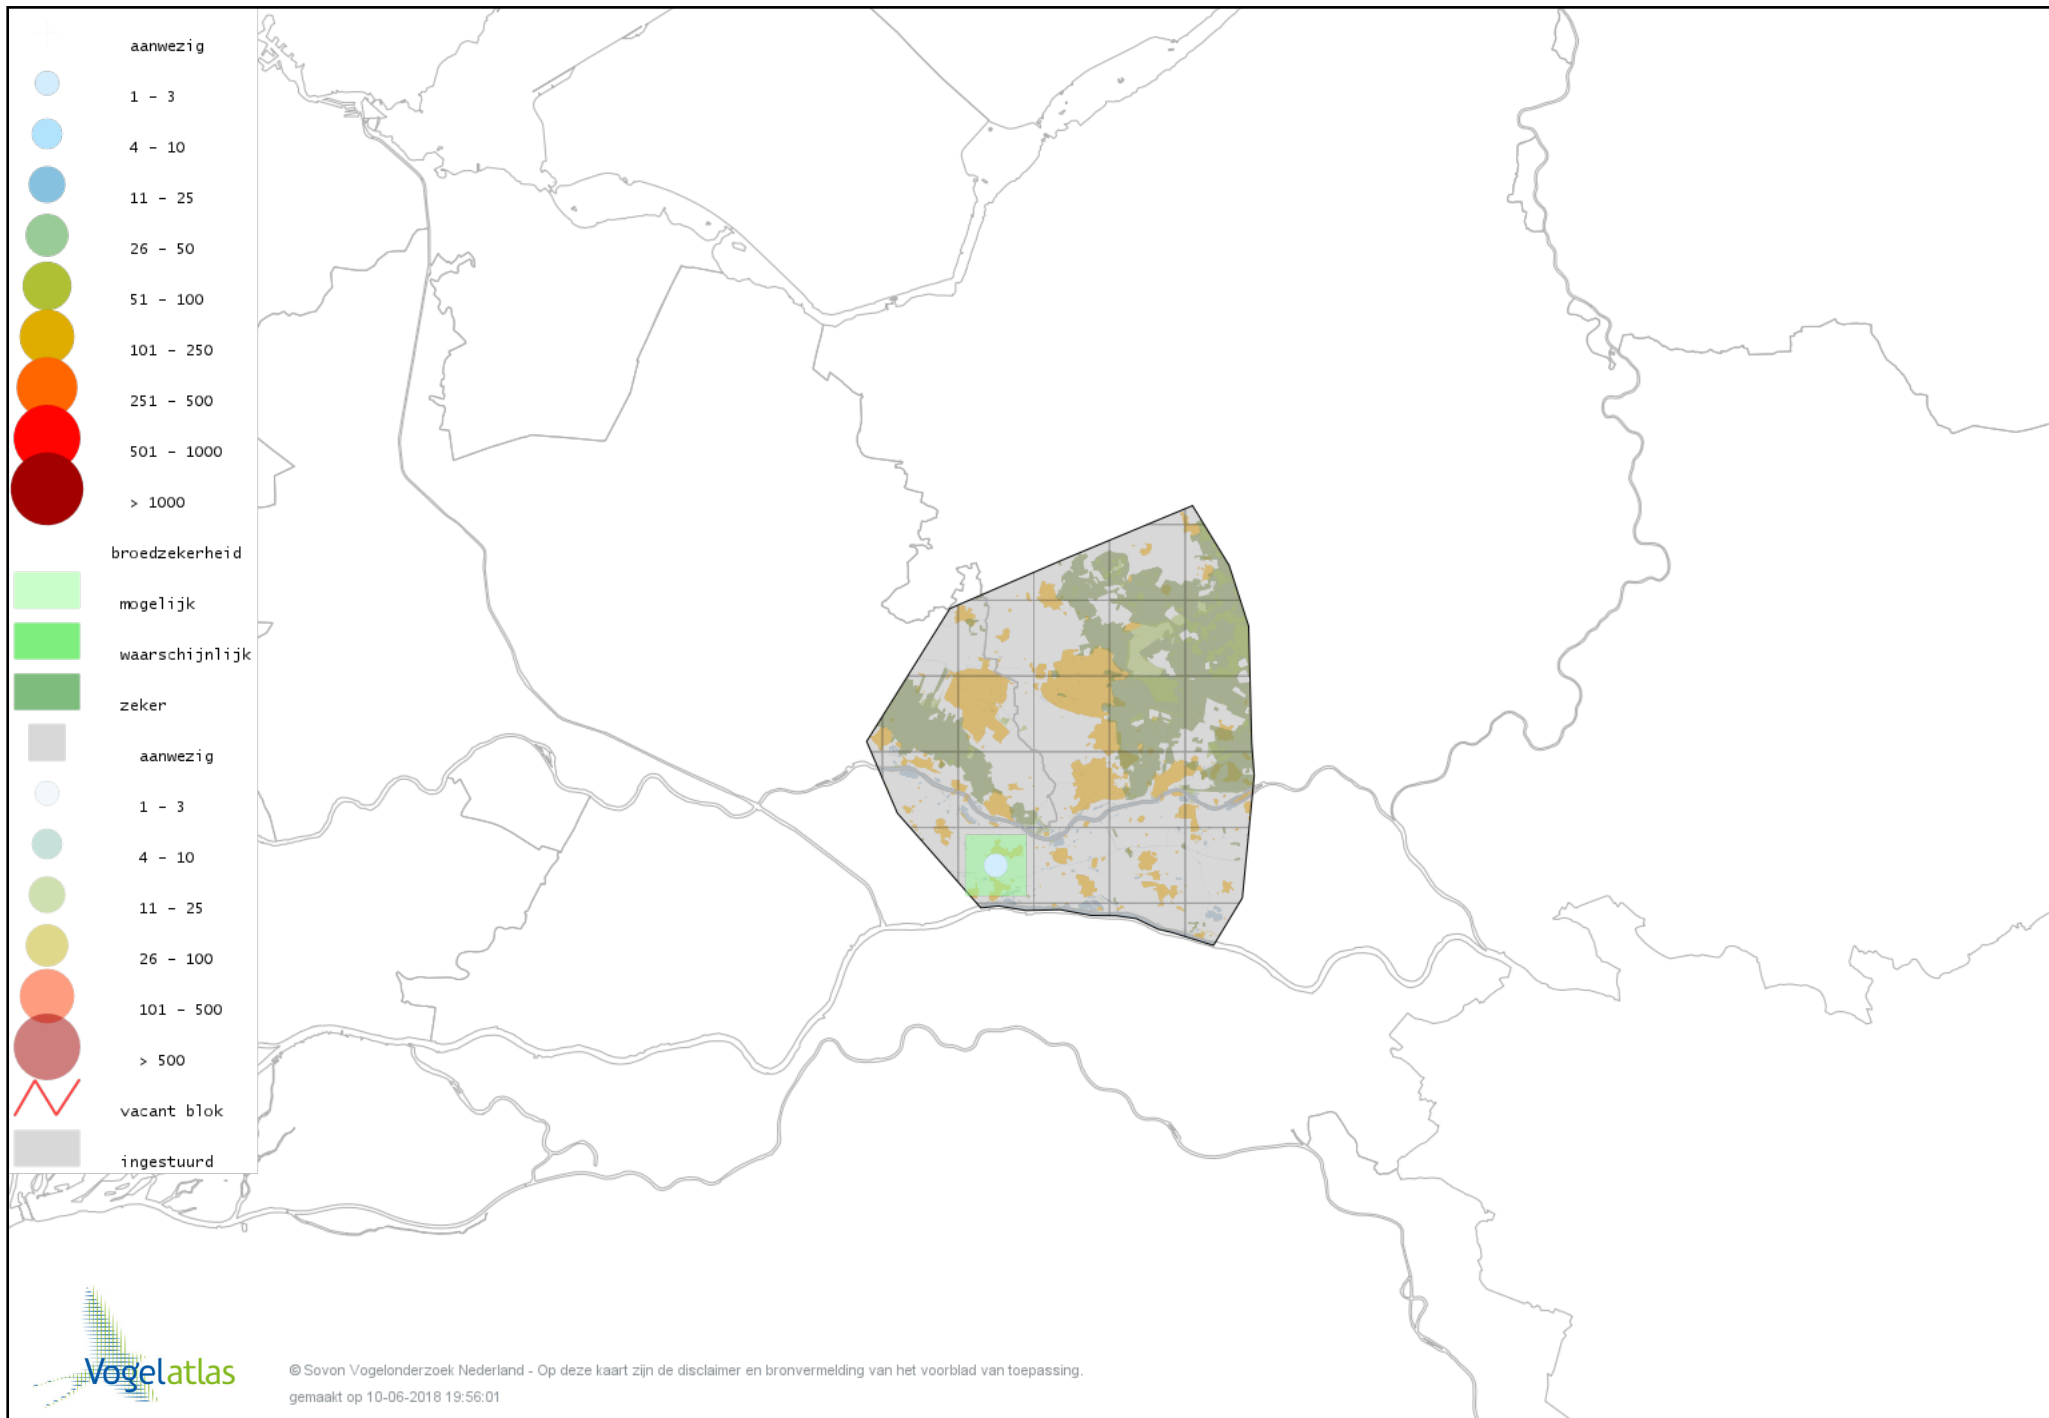 aanwezig
1 - 3
4 - 10
11 - 25
26 - 50
51 - 100
101 - 250
251 - 500
501 - 1000
> 1000
broedzekerheid
mogelijk
waarschijnlijk
zeker
aanwezig
1 - 3
4 - 10
11 - 25
26 - 100
101 - 500
> 500
vacant blok
ingestuurd
Vogelatlas
© Sovon Vogelonderzoek Nederland - Op deze kaart zijn de disclaimer en bronvermelding van het voorblad van toepassing.
gemaakt op 10-06-2018 19:56:01